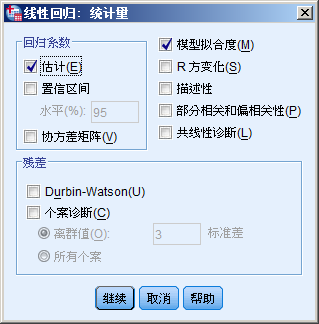 线性回归: 统计量
回归系数
估计(E)
置信区间
水平(%): 95
协方差矩阵(V)
模型拟合度(M)
R 方变化(S)
描述性
部分相关和偏相关性(P)
共线性诊断(L)
残差
Durbin-Watson(U)
个案诊断(C)
离群值(O): 3 标准差
所有个案
继续 取消 帮助